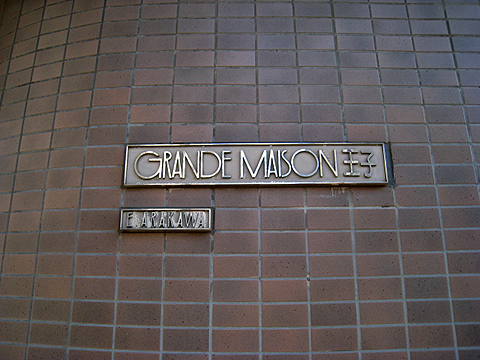 GRANDE MAISON 王子
E. ARAKAWA